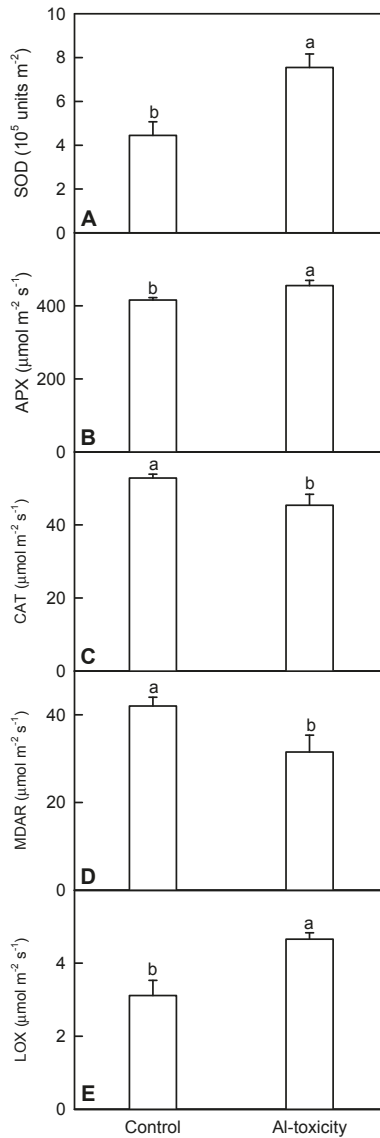 10
8
6
4
2
0
SOD (10⁵ units m⁻²)
b
a
A
400
200
0
APX (μmol m⁻² s⁻¹)
b
a
B
40
20
0
CAT (μmol m⁻² s⁻¹)
a
b
C
40
20
0
MDAR (μmol m⁻² s⁻¹)
a
b
D
4
2
0
LOX (μmol m⁻² s⁻¹)
b
a
E
Control Al-toxicity